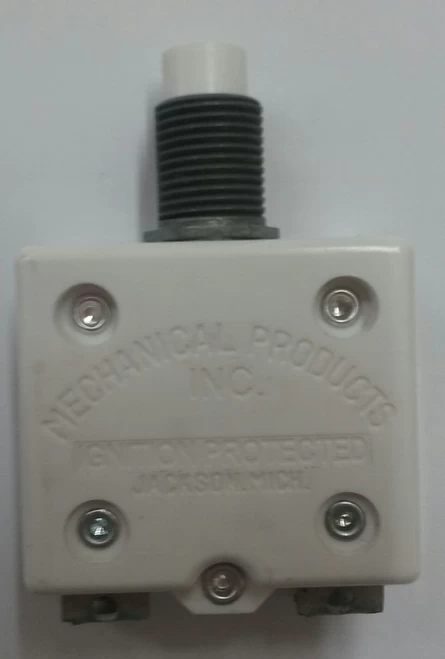 MECHANICAL PRODUCTS
INC.
IGNITION PROTECTED
JACKSON, MICH.